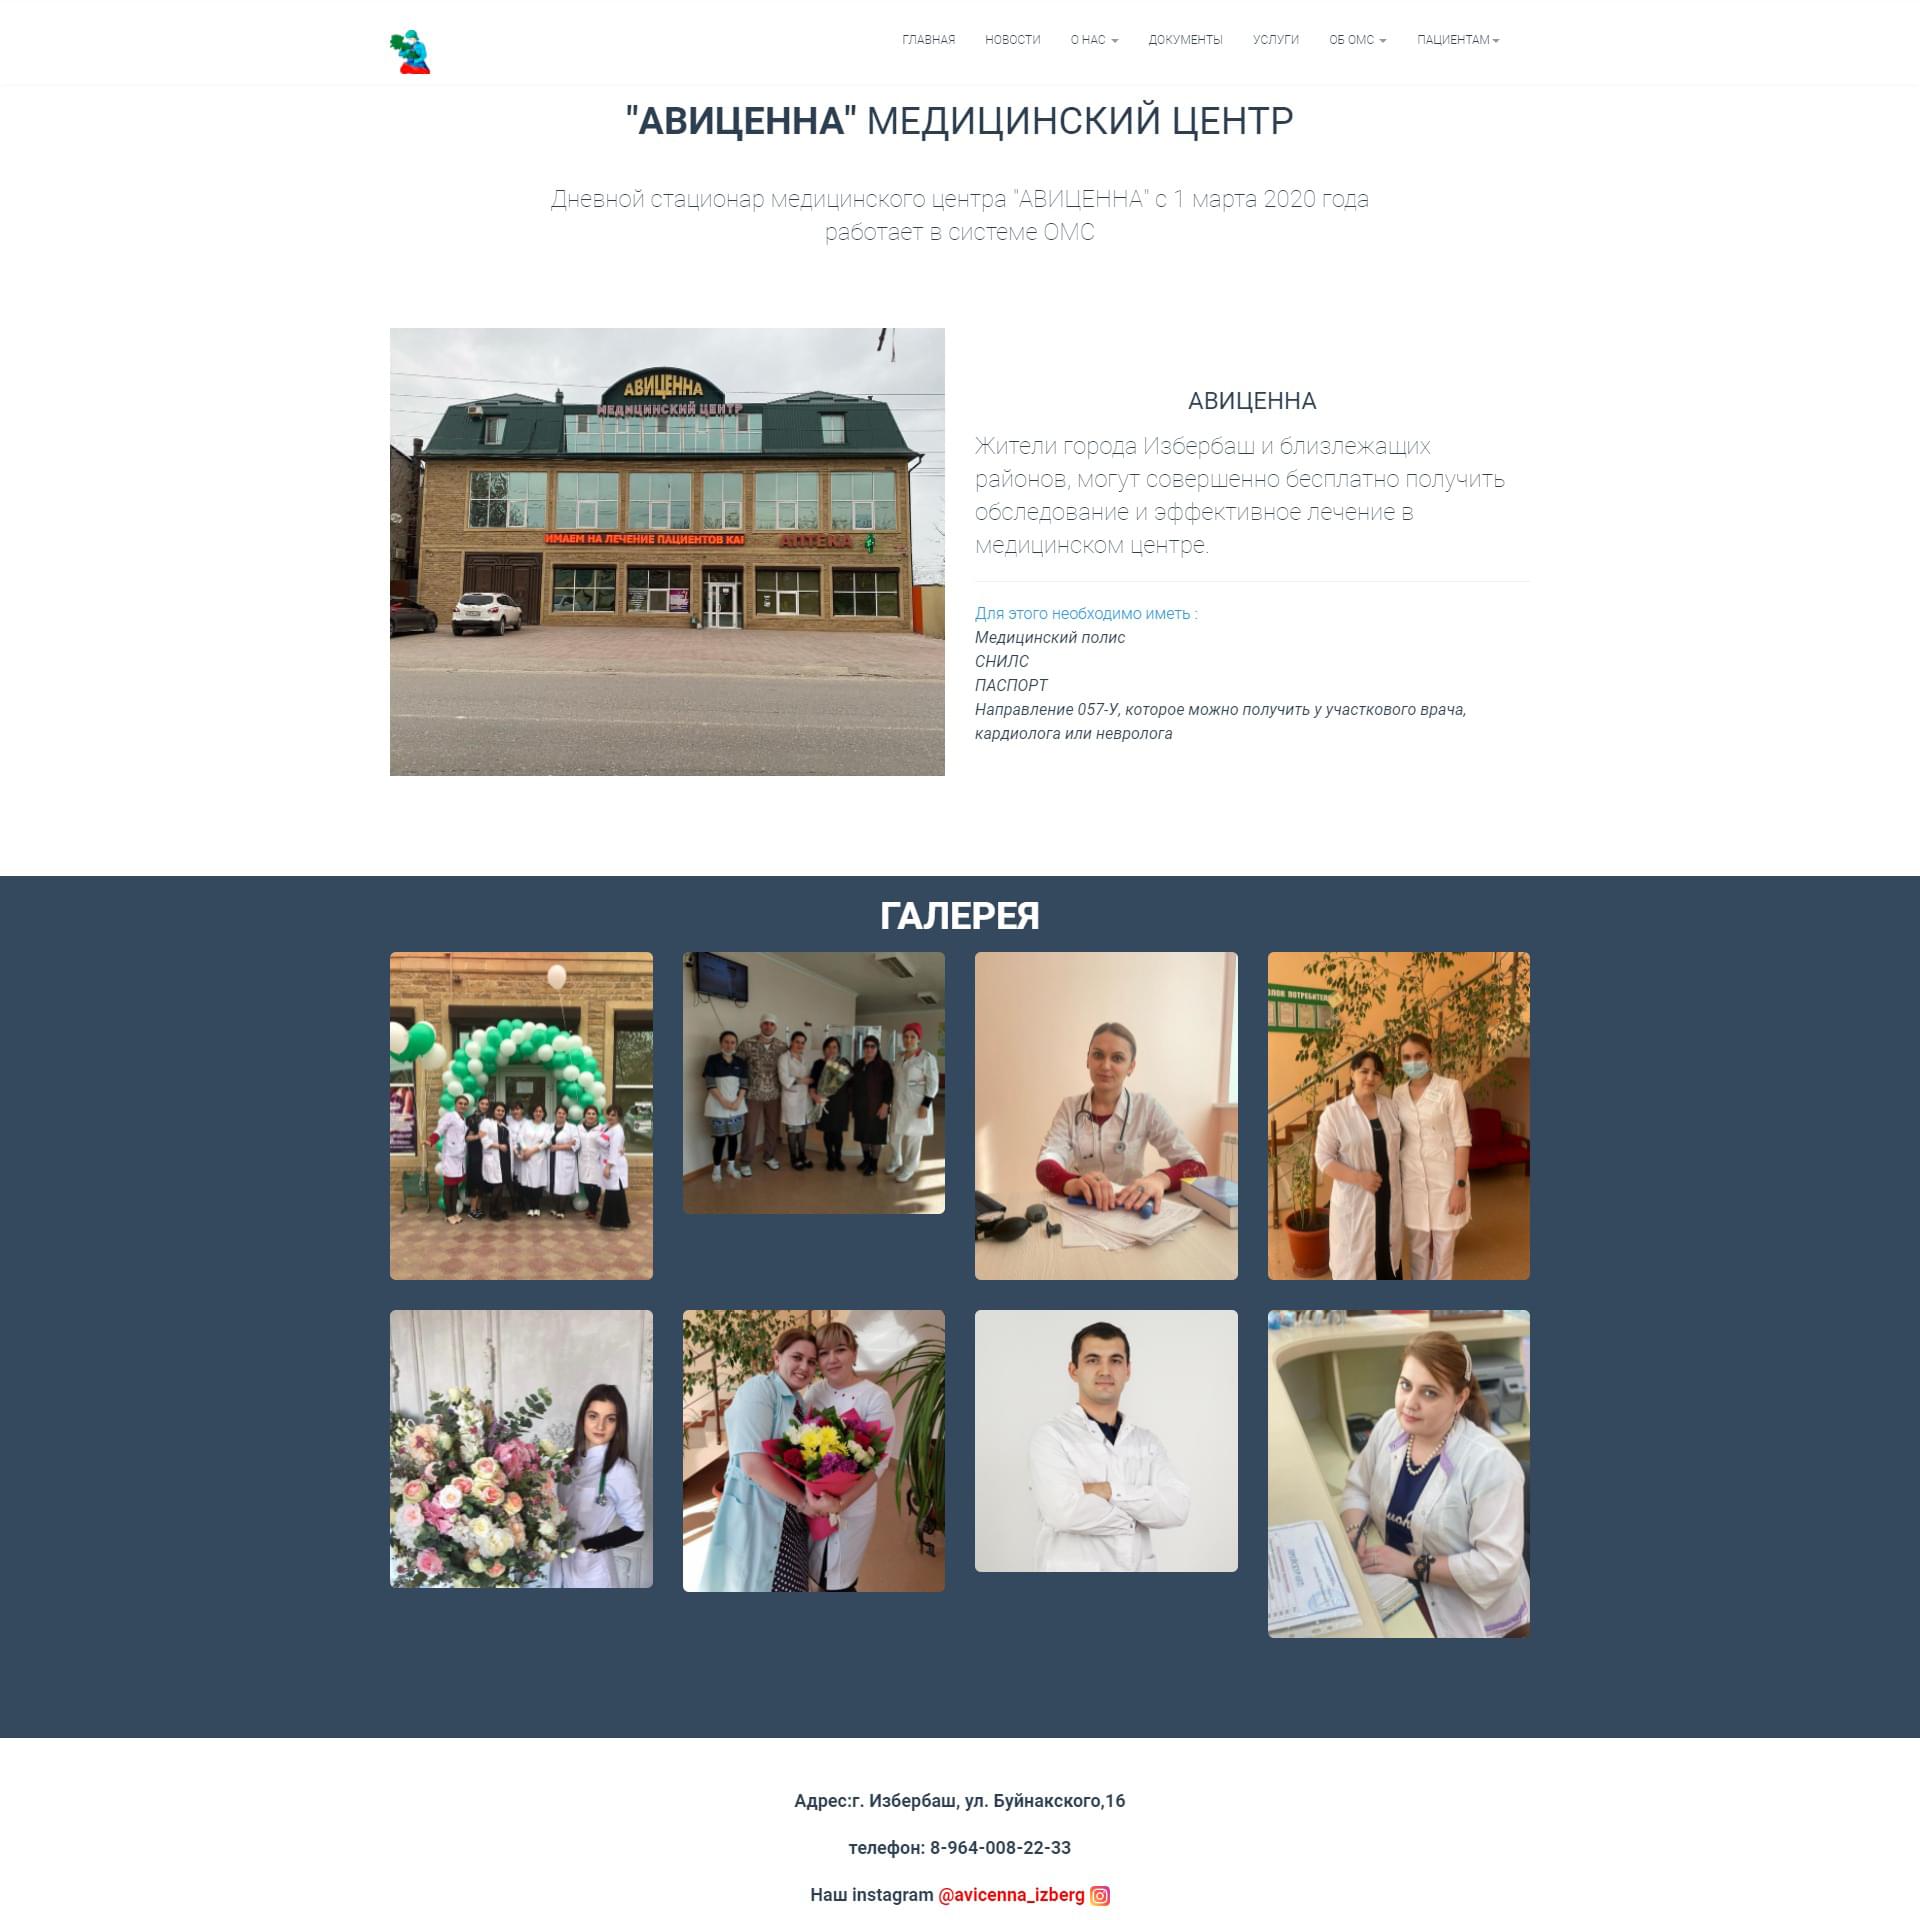 ГЛАВНАЯ НОВОСТИ О НАС ДОКУМЕНТЫ УСЛУГИ ОБ ОМС ПАЦИЕНТАМ
"АВИЦЕННА" МЕДИЦИНСКИЙ ЦЕНТР
Дневной стационар медицинского центра "АВИЦЕННА" с 1 марта 2020 года
работает в системе ОМС
АВИЦЕННА
МЕДИЦИНСКИЙ ЦЕНТР
ИМАЕМ НА ЛЕЧЕНИЕ ПАЦИЕНТОВ КАР
АПТЕКА
АВИЦЕННА
Жители города Избербаш и близлежащих
районов, могут совершенно бесплатно получить
обследование и эффективное лечение в
медицинском центре.
Для этого необходимо иметь :
Медицинский полис
СНИЛС
ПАСПОРТ
Направление 057-У, которое можно получить у участкового врача,
кардиолога или невролога
ГАЛЕРЕЯ
Адрес:г. Избербаш, ул. Буйнакского,16
телефон: 8-964-008-22-33
Наш instagram @avicenna_izberg